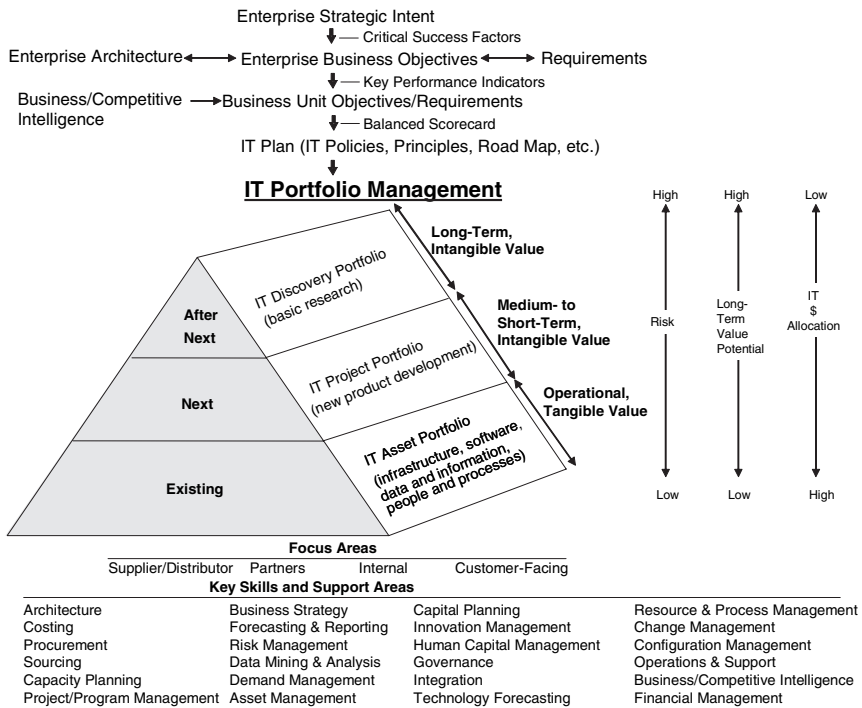 Enterprise Strategic Intent
Critical Success Factors
Enterprise Architecture Enterprise Business Objectives Requirements
Key Performance Indicators
Business/Competitive
Intelligence
Business Unit Objectives/Requirements
Balanced Scorecard
IT Plan (IT Policies, Principles, Road Map, etc.)
IT Portfolio Management
Long-Term,
Intangible Value
IT Discovery Portfolio
(basic research)
After
Next
Medium- to
Short-Term,
Intangible Value
IT Project Portfolio
(new product development)
Next
Operational,
Tangible Value
IT Asset Portfolio
(infrastructure, software,
data and information,
people and processes)
Existing
High High Low
Risk
Long-
Term
Value
Potential
IT
$
Allocation
Low Low High
Focus Areas
Supplier/Distributor Partners Internal Customer-Facing
Key Skills and Support Areas
Architecture Business Strategy Capital Planning Resource & Process Management
Costing Forecasting & Reporting Innovation Management Change Management
Procurement Risk Management Human Capital Management Configuration Management
Sourcing Data Mining & Analysis Governance Operations & Support
Capacity Planning Demand Management Integration Business/Competitive Intelligence
Project/Program Management Asset Management Technology Forecasting Financial Management